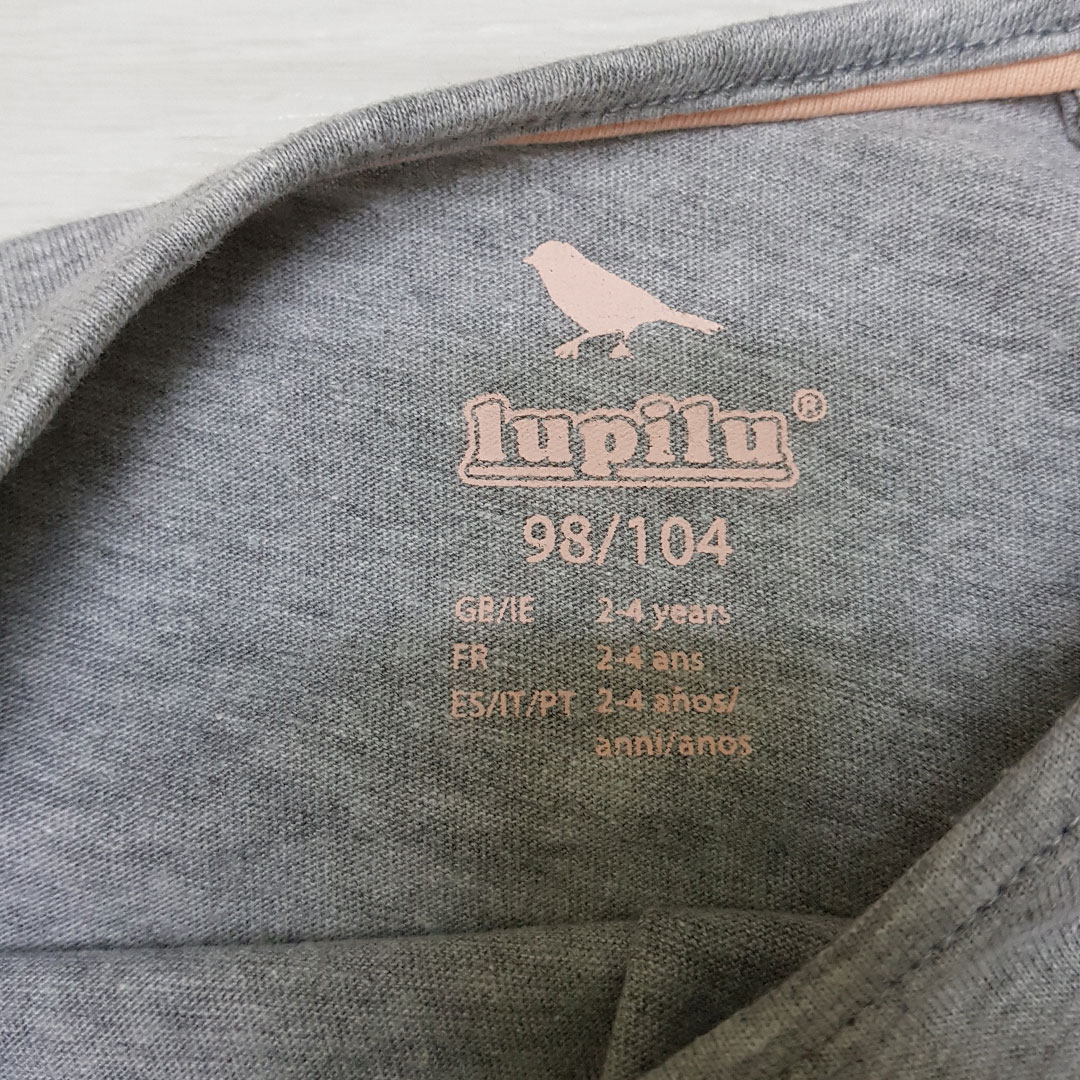 lupilu®
98/104
GB/IE 2-4 years
FR 2-4 ans
ES/IT/PT 2-4 años/
anni/anos